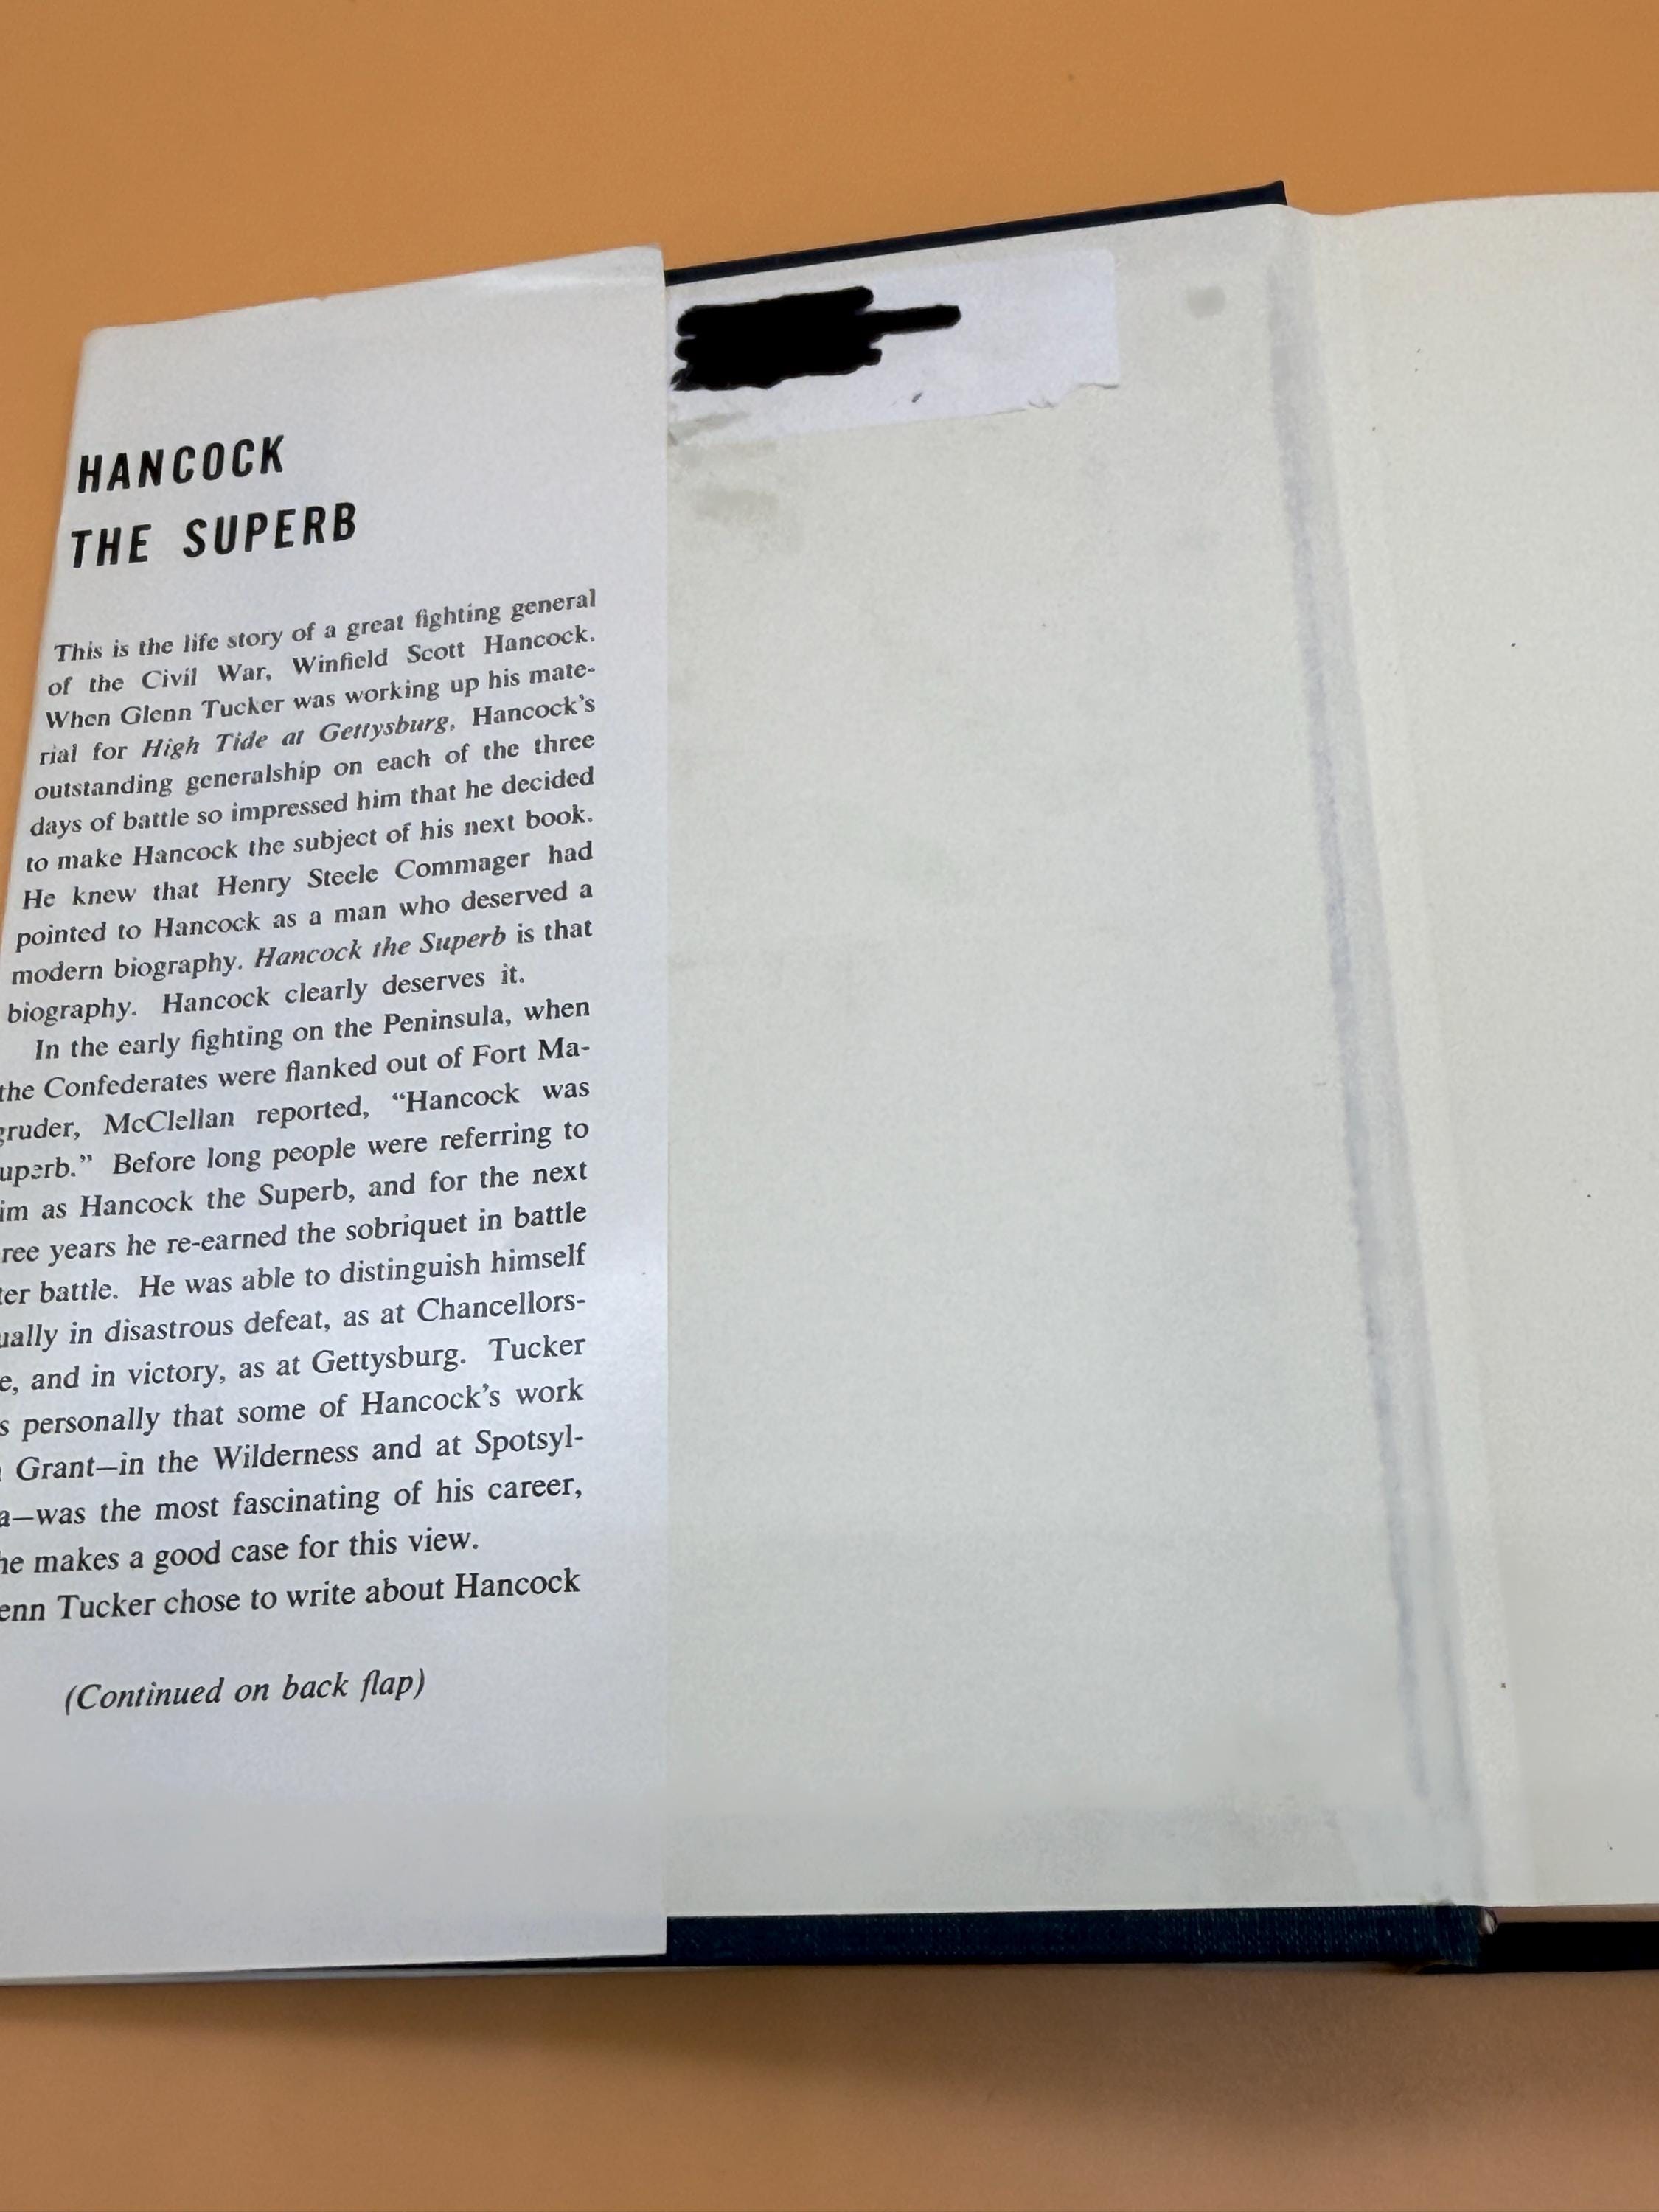 HANCOCK
THE SUPERB
This is the life story of a great fighting general
of the Civil War, Winfield Scott Hancock.
When Glenn Tucker was working up his mate-
rial for High Tide at Gettysburg, Hancock's
outstanding generalship on each of the three
days of battle so impressed him that he decided
to make Hancock the subject of his next book.
He knew that Henry Steele Commager had
pointed to Hancock as a man who deserved a
modern biography. Hancock the Superb is that
biography. Hancock clearly deserves it.
In the early fighting on the Peninsula, when
the Confederates were flanked out of Fort Ma-
gruder, McClellan reported, “Hancock was
uperb.” Before long people were referring to
im as Hancock the Superb, and for the next
ree years he re-earned the sobriquet in battle
ter battle. He was able to distinguish himself
ually in disastrous defeat, as at Chancellors-
e, and in victory, as at Gettysburg. Tucker
s personally that some of Hancock's work
Grant—in the Wilderness and at Spotsyl-
a—was the most fascinating of his career,
he makes a good case for this view.
enn Tucker chose to write about Hancock
(Continued on back flap)